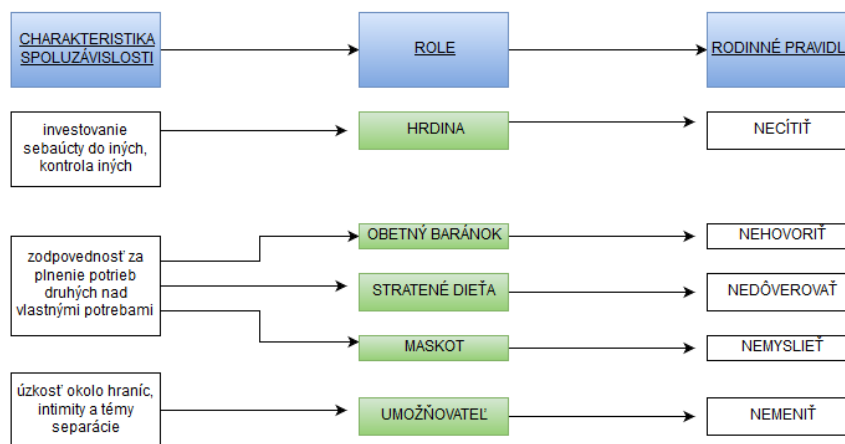 CHARAKTERISTIKA
SPOLUZÁVISLOSTI
ROLE
RODINNÉ PRAVIDL
investovanie
sebaúcty do iných,
kontrola iných
HRDINA
NECÍTIŤ
zodpovednosť za
plnenie potrieb
druhých nad
vlastnými potrebami
OBETNÝ BARÁNOK
NEHOVORIŤ
STRATENÉ DIEŤA
NEDÔVEROVAŤ
MASKOT
NEMYSLIEŤ
úzkosť okolo hraníc,
intimity a témy
separácie
UMOŽŇOVATEĽ
NEMENIŤ